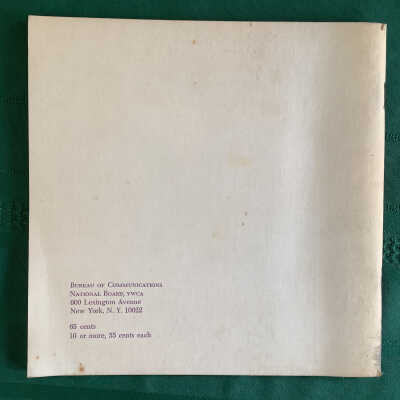 Bureau of Communications
National Board, YWCA
600 Lexington Avenue
New York, N. Y. 10022
65 cents
10 or more, 55 cents each